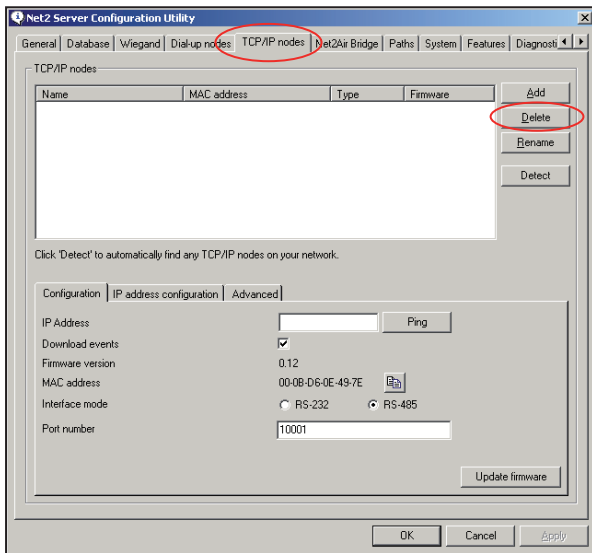 Net2 Server Configuration Utility
General Database Wiegand Dial-up nodes TCP/IP nodes Net2Air Bridge Paths System Features Diagnosti
TCP/IP nodes
Name MAC address Type Firmware Add
Delete
Rename
Detect
Click 'Detect' to automatically find any TCP/IP nodes on your network.
Configuration IP address configuration Advanced
IP Address Ping
Download events
Firmware version 0.12
MAC address 00-0B-D6-0E-49-7E
Interface mode RS-232 RS-485
Port number 10001
Update firmware
OK Cancel Apply